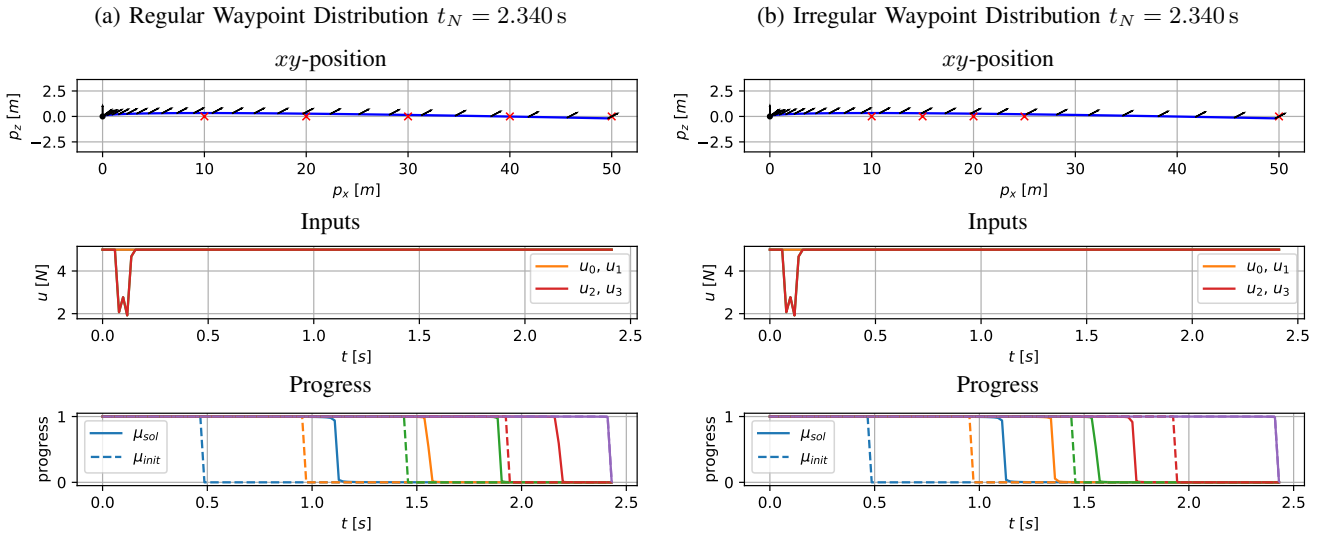 (a) Regular Waypoint Distribution t_N = 2.340 s
xy-position
2.5
0.0
−2.5
p_z [m]
0 10 20 30 40 50
p_x [m]
Inputs
4
2
u [N]
u_0, u_1
u_2, u_3
0.0 0.5 1.0 1.5 2.0 2.5
t [s]
Progress
1
0
progress
μ_sol
μ_init
0.0 0.5 1.0 1.5 2.0 2.5
t [s]
(b) Irregular Waypoint Distribution t_N = 2.340 s
xy-position
2.5
0.0
−2.5
p_z [m]
0 10 20 30 40 50
p_x [m]
Inputs
4
2
u [N]
u_0, u_1
u_2, u_3
0.0 0.5 1.0 1.5 2.0 2.5
t [s]
Progress
1
0
progress
μ_sol
μ_init
0.0 0.5 1.0 1.5 2.0 2.5
t [s]